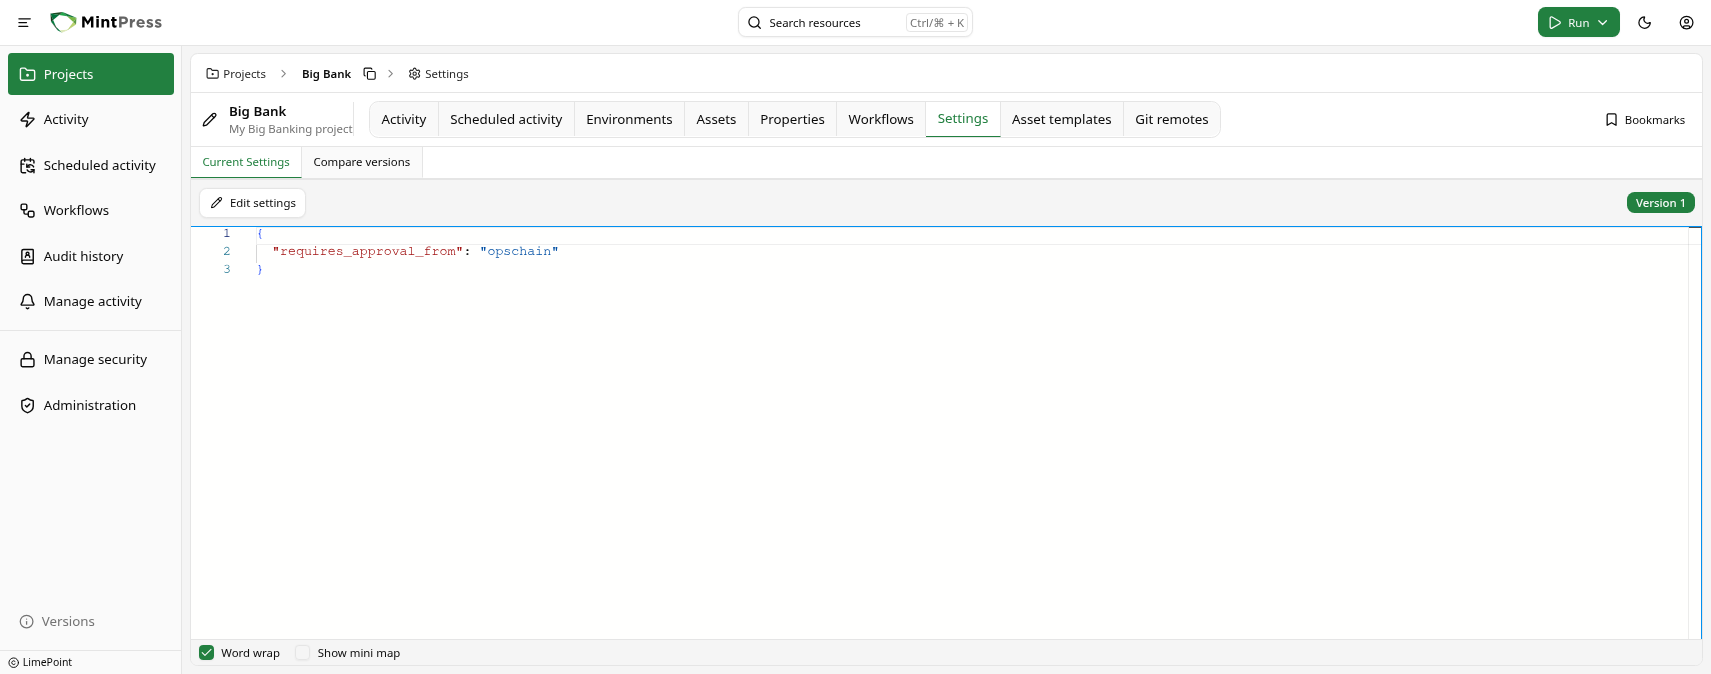 MintPress
Search resources
Ctrl/⌘ + K
Run
Projects
Activity
Scheduled activity
Workflows
Audit history
Manage activity
Manage security
Administration
Versions
LimePoint
Projects
Big Bank
Settings
Big Bank
My Big Banking project
Activity
Scheduled activity
Environments
Assets
Properties
Workflows
Settings
Asset templates
Git remotes
Bookmarks
Current Settings
Compare versions
Edit settings
Version 1
1 {
2 "requires_approval_from": "opschain"
3 }
Word wrap
Show mini map